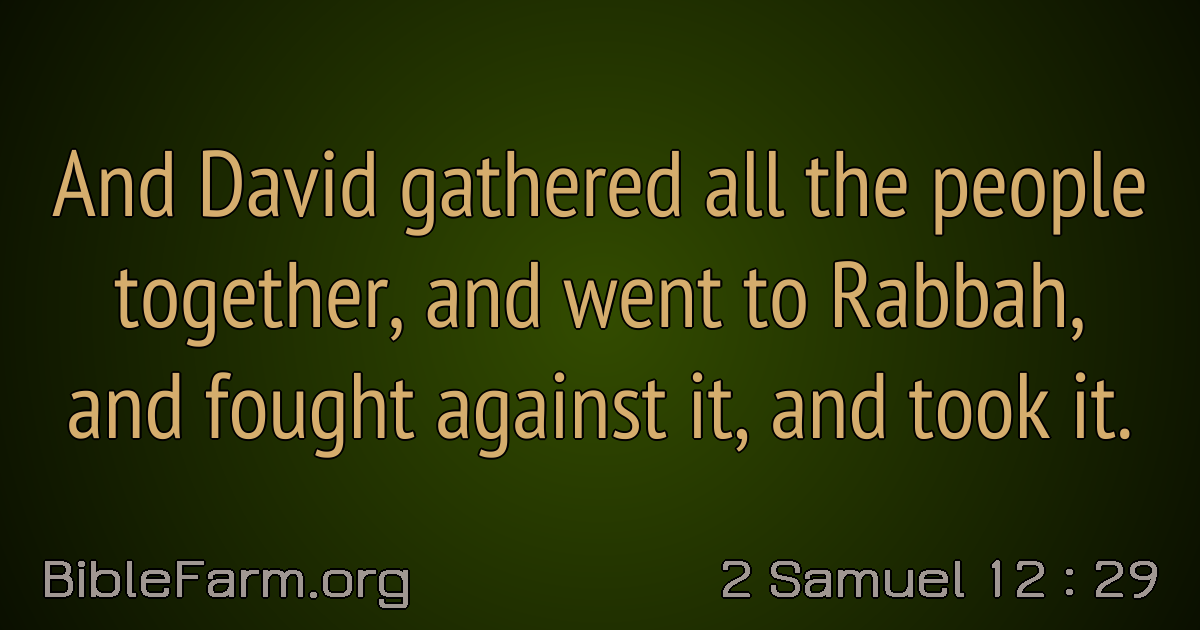 And David gathered all the people
together, and went to Rabbah,
and fought against it, and took it.
BibleFarm.org
2 Samuel 12 : 29